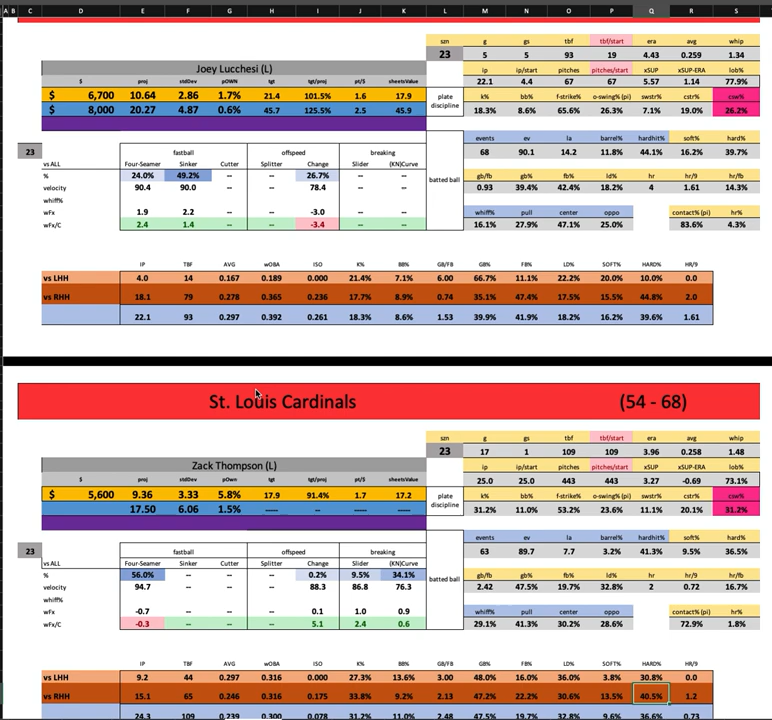 A B C D E F G H I J K L M N O P Q R S
szn g gs tbf tbf/start era avg whip
23 5 5 93 19 4.43 0.259 1.34
Joey Lucchesi (L) ip ip/start pitches pitches/start xSUP xSUP-ERA lob%
$ proj stdDev pOWN tgt tgt/proj pt/$ sheetsValue 22.1 4.4 67 67 5.57 1.14 77.9%
$ 6,700 10.64 2.86 1.7% 21.4 101.5% 1.6 17.9 plate discipline k% bb% f-strike% o-swing% (pi) swstr% cstr% csw%
$ 8,000 20.27 4.87 0.6% 45.7 125.5% 2.5 45.9 18.3% 8.6% 65.6% 26.3% 7.1% 19.0% 26.2%
events ev la barrel% hardhit% soft% hard%
23 fastball offspeed breaking 68 90.1 14.2 11.8% 44.1% 16.2% 39.7%
vs ALL Four-Seamer Sinker Cutter Splitter Change Slider (KN)Curve batted ball
% 24.0% 49.2% -- -- 26.7% -- -- gb/fb gb% fb% ld% hr hr/9 hr/fb
velocity 90.4 90.0 -- -- 78.4 -- -- 0.93 39.4% 42.4% 18.2% 4 1.61 14.3%
whiff%
wFx 1.9 2.2 -- -- -3.0 -- -- whiff% pull center oppo contact% (pi) hr%
wFx/C 2.4 1.4 -- -- -3.4 -- -- 16.1% 27.9% 47.1% 25.0% 83.6% 4.3%
IP TBF AVG wOBA ISO K% BB% GB/FB GB% FB% LD% SOFT% HARD% HR/9
vs LHH 4.0 14 0.167 0.189 0.000 21.4% 7.1% 6.00 66.7% 11.1% 22.2% 20.0% 10.0% 0.0
vs RHH 18.1 79 0.278 0.365 0.236 17.7% 8.9% 0.74 35.1% 47.4% 17.5% 15.5% 44.8% 2.0
22.1 93 0.297 0.392 0.261 18.3% 8.6% 1.53 39.9% 41.9% 18.2% 16.2% 39.6% 1.61
St. Louis Cardinals (54 - 68)
szn g gs tbf tbf/start era avg whip
23 17 1 109 109 3.96 0.258 1.48
Zack Thompson (L) ip ip/start pitches pitches/start xSUP xSUP-ERA lob%
$ proj stdDev pOwn tgt tgt/proj pt/$ sheetsValue 25.0 25.0 443 443 3.27 -0.69 73.1%
$ 5,600 9.36 3.33 5.8% 17.9 91.4% 1.7 17.2 plate discipline k% bb% f-strike% o-swing% (pi) swstr% cstr% csw%
17.50 6.06 1.5% ----- ----- ----- ----- 31.2% 11.0% 53.2% 23.6% 11.1% 20.1% 31.2%
events ev la barrel% hardhit% soft% hard%
23 fastball offspeed breaking 63 89.7 7.7 3.2% 41.3% 9.5% 36.5%
vs ALL Four-Seamer Sinker Cutter Splitter Change Slider (KN)Curve batted ball
% 56.0% -- -- -- 0.2% 9.5% 34.1% gb/fb gb% fb% ld% hr hr/9 hr/fb
velocity 94.7 -- -- -- 88.3 86.8 76.3 2.42 47.5% 19.7% 32.8% 2 0.72 16.7%
whiff%
wFx -0.7 -- -- -- 0.1 1.0 0.9 whiff% pull center oppo contact% (pi) hr%
wFx/C -0.3 -- -- -- 5.1 2.4 0.6 29.1% 41.3% 30.2% 28.6% 72.9% 1.8%
IP TBF AVG wOBA ISO K% BB% GB/FB GB% FB% LD% SOFT% HARD% HR/9
vs LHH 9.2 44 0.297 0.316 0.000 27.3% 13.6% 3.00 48.0% 16.0% 36.0% 3.8% 30.8% 0.0
vs RHH 15.1 65 0.246 0.316 0.175 33.8% 9.2% 2.13 47.2% 22.2% 30.6% 13.5% 40.5% 1.2
24.3 109 0.239 0.300 0.078 31.2% 11.0% 2.48 47.5% 19.7% 32.8% 9.6% 36.6% 0.73